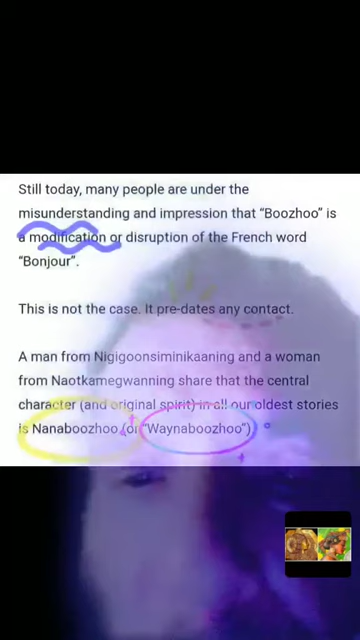 Still today, many people are under the
misunderstanding and impression that “Boozhoo” is
a modification or disruption of the French word
“Bonjour”.
This is not the case. It pre-dates any contact.
A man from Nigigoonsiminikaaning and a woman
from Naotkamegwanning share that the central
character (and original spirit) in all our oldest stories
is Nanaboozhoo (or “Waynaboozhoo”)